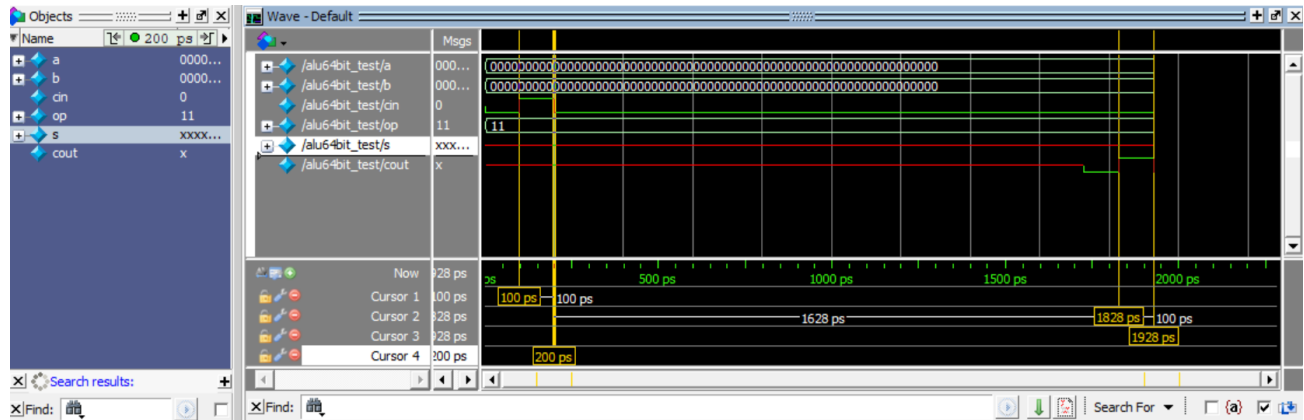 Objects
Wave - Default
Name 200 ps
Msgs
a 0000...
b 0000...
cin 0
op 11
s xxxx...
cout x
/alu64bit_test/a 000...
/alu64bit_test/b 000...
/alu64bit_test/cin 0
/alu64bit_test/op 11 11
/alu64bit_test/s xxx...
/alu64bit_test/cout x
Now 928 ps
ps 500 ps 1000 ps 1500 ps 2000 ps
Cursor 1 100 ps 100 ps 100 ps
Cursor 2 328 ps 1628 ps 1828 ps 100 ps
Cursor 3 928 ps 1928 ps
Cursor 4 200 ps 200 ps
Search results:
Find:
Find: Search For {a}